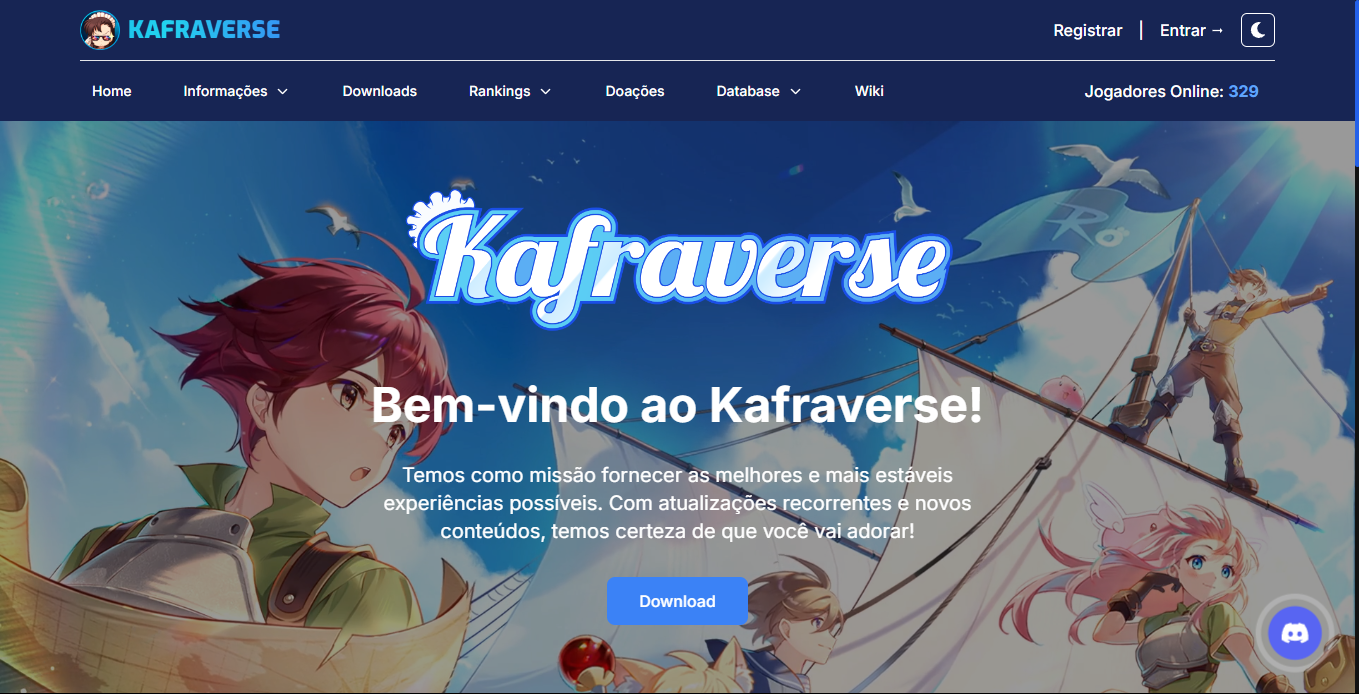 KAFRAVERSE
Registrar | Entrar →
Home Informações Downloads Rankings Doações Database Wiki Jogadores Online: 329
Kafraverse
Bem-vindo ao Kafraverse!
Temos como missão fornecer as melhores e mais estáveis
experiências possíveis. Com atualizações recorrentes e novos
conteúdos, temos certeza de que você vai adorar!
Download